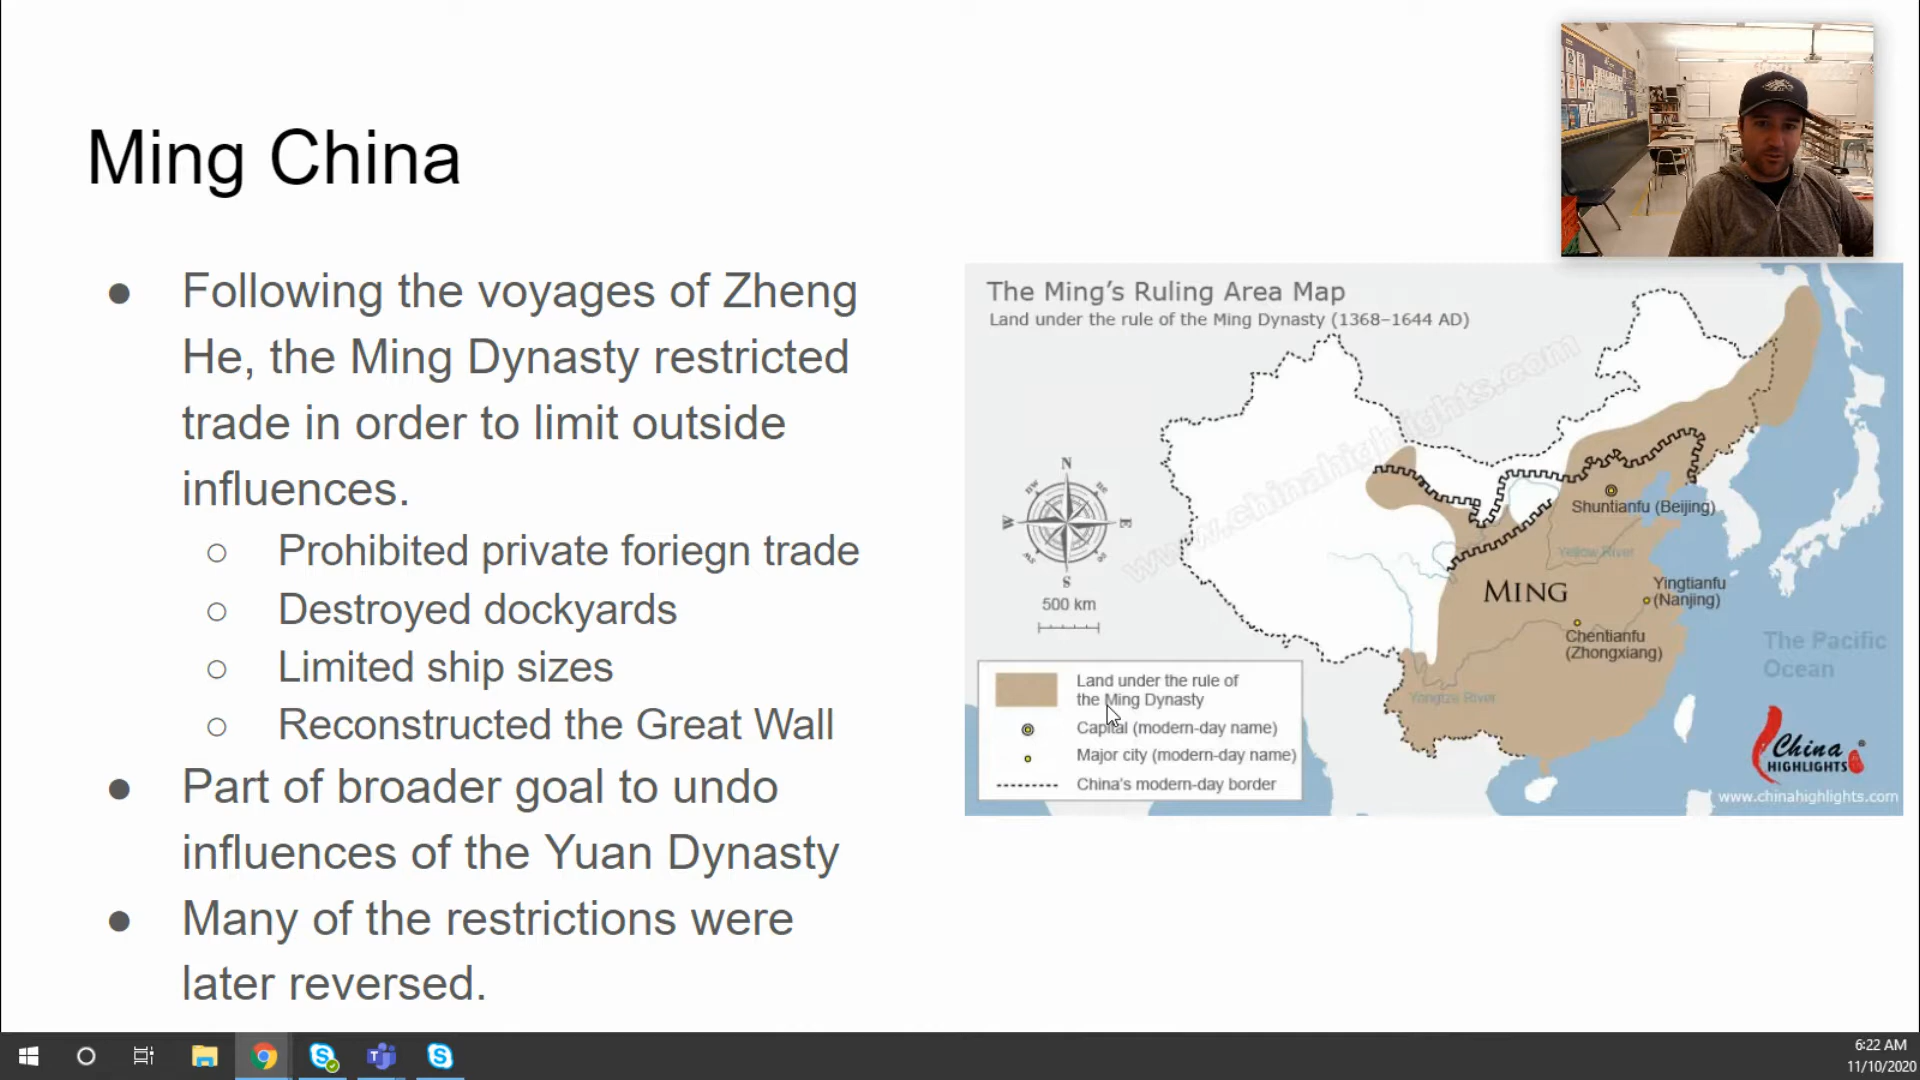 Ming China
● Following the voyages of Zheng
He, the Ming Dynasty restricted
trade in order to limit outside
influences.
○ Prohibited private foriegn trade
○ Destroyed dockyards
○ Limited ship sizes
○ Reconstructed the Great Wall
● Part of broader goal to undo
influences of the Yuan Dynasty
● Many of the restrictions were
later reversed.
The Ming's Ruling Area Map
Land under the rule of the Ming Dynasty (1368–1644 AD)
www.chinahighlights.com
N
nw
ne
W
E
sw
se
S
500 km
Shuntianfu (Beijing)
Yellow River
MING
Yingtianfu
(Nanjing)
Chentianfu
(Zhongxiang)
Yangtze River
The Pacific
Ocean
Land under the rule of
the Ming Dynasty
Capital (modern-day name)
Major city (modern-day name)
China's modern-day border
China
HIGHLIGHTS
®
www.chinahighlights.com
6:22 AM
11/10/2020